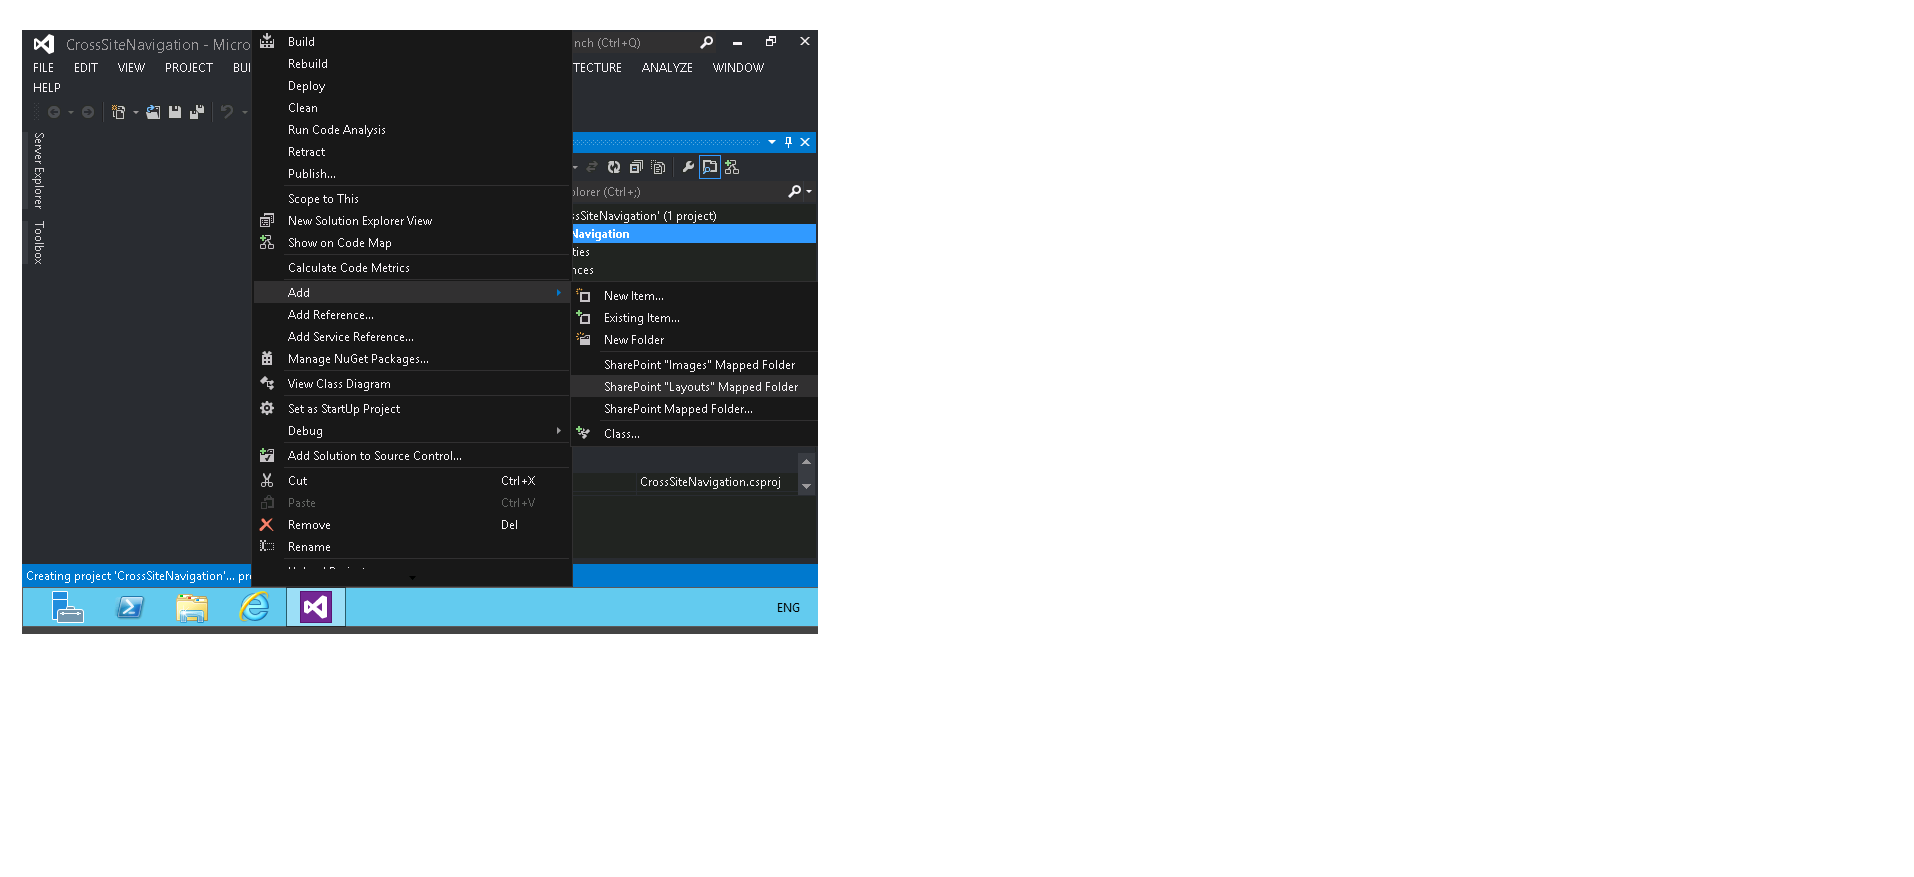 CrossSiteNavigation - Micro
nch (Ctrl+Q)
FILE EDIT VIEW PROJECT BUI
TECTURE ANALYZE WINDOW
HELP
Server Explorer
Toolbox
Build
Rebuild
Deploy
Clean
Run Code Analysis
Retract
Publish...
Scope to This
New Solution Explorer View
Show on Code Map
Calculate Code Metrics
Add
Add Reference...
Add Service Reference...
Manage NuGet Packages...
View Class Diagram
Set as StartUp Project
Debug
Add Solution to Source Control...
Cut Ctrl+X
Paste Ctrl+V
Remove Del
Rename
plorer (Ctrl+;)
ssSiteNavigation' (1 project)
Navigation
ties
nces
New Item...
Existing Item...
New Folder
SharePoint "Images" Mapped Folder
SharePoint "Layouts" Mapped Folder
SharePoint Mapped Folder...
Class...
CrossSiteNavigation.csproj
Creating project 'CrossSiteNavigation'... pr
ENG